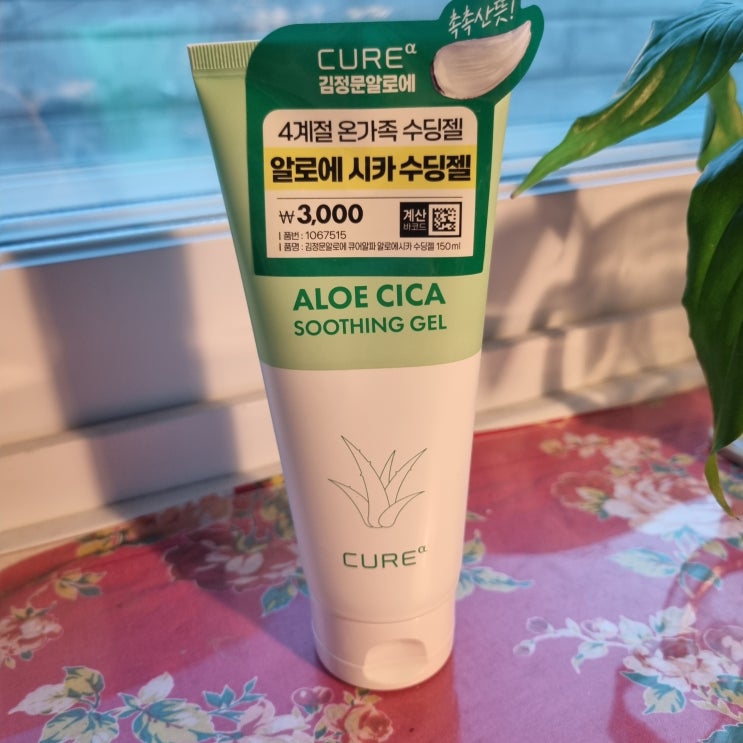 촉촉산뜻!
CUREα
김정문알로에
4계절 온가족 수딩젤
알로에 시카 수딩젤
₩3,000
계산
바코드
| 품번 : 1067515
| 품명 : 김정문알로에 큐어알파 알로에시카 수딩젤 150ml
ALOE CICA
SOOTHING GEL
CUREα